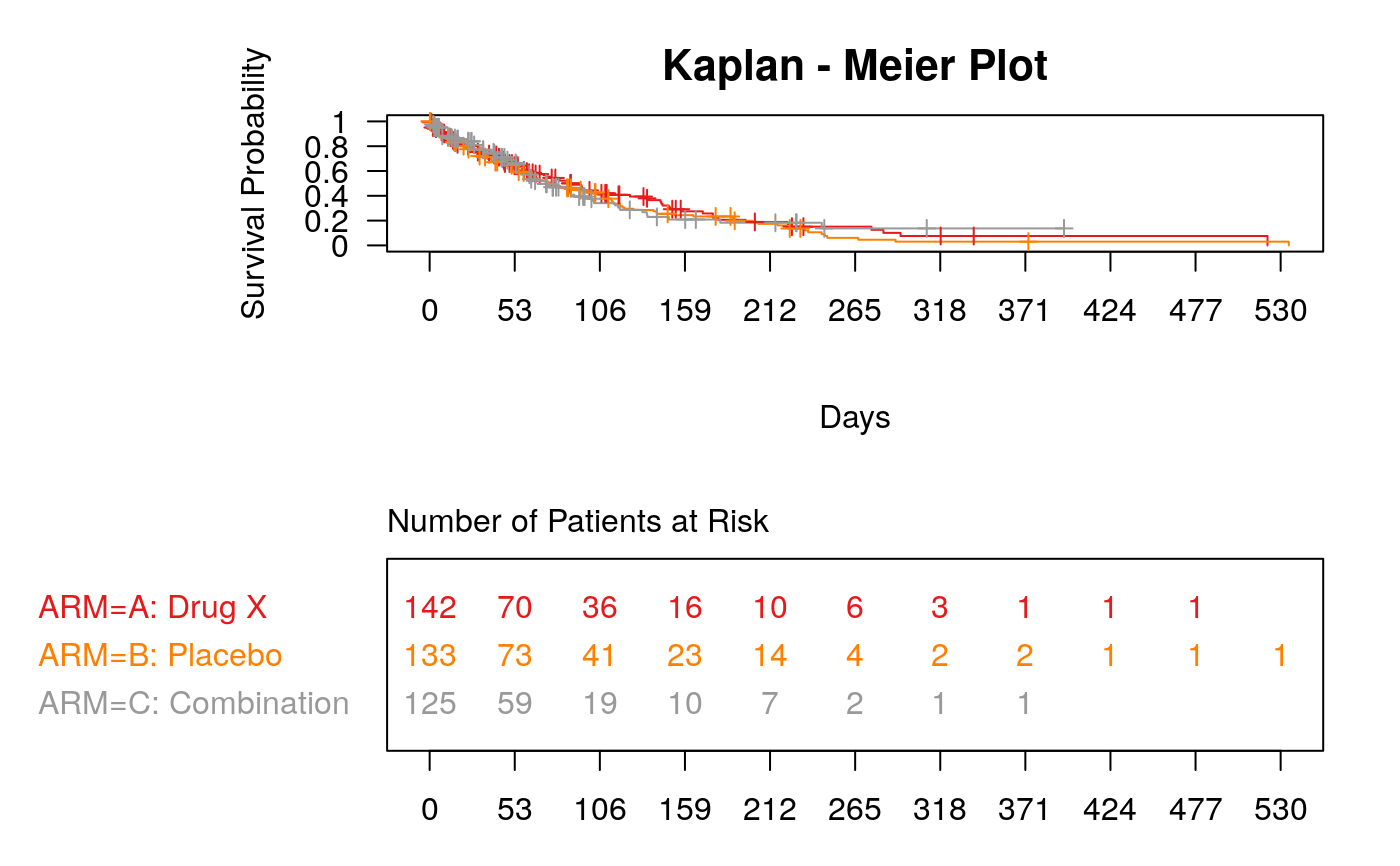 Kaplan - Meier Plot
Survival Probability
1
0.8
0.6
0.4
0.2
0
0 53 106 159 212 265 318 371 424 477 530
Days
Number of Patients at Risk
ARM=A: Drug X 142 70 36 16 10 6 3 1 1 1
ARM=B: Placebo 133 73 41 23 14 4 2 2 1 1 1
ARM=C: Combination 125 59 19 10 7 2 1 1
0 53 106 159 212 265 318 371 424 477 530